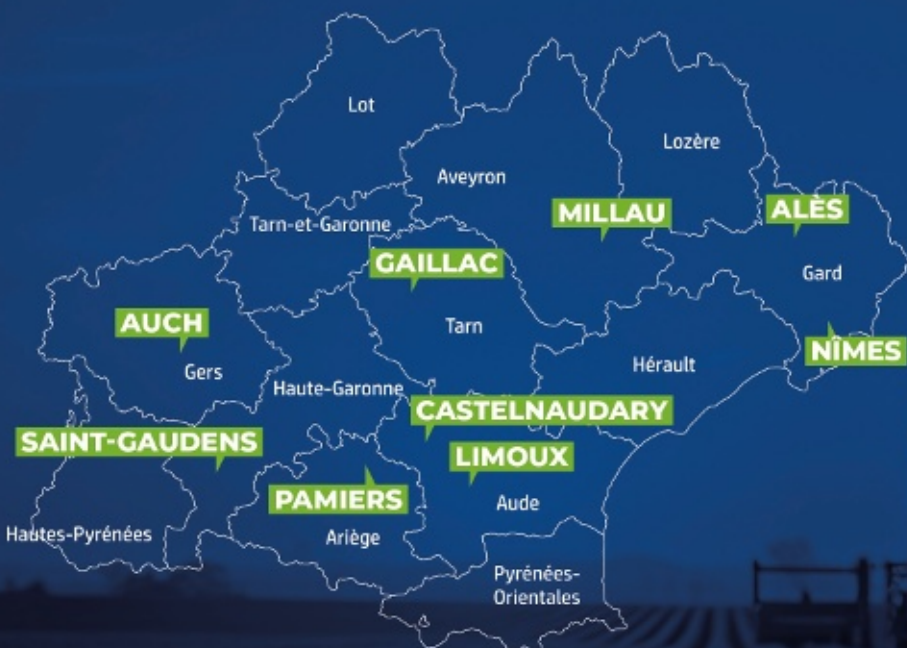 Lot
Lozère
Aveyron
MILLAU
ALÈS
Tarn-et-Garonne
GAILLAC
Gard
AUCH
Tarn
NÎMES
Gers
Hérault
Haute-Garonne
CASTELNAUDARY
SAINT-GAUDENS
LIMOUX
PAMIERS
Aude
Hautes-Pyrénées
Ariège
Pyrénées-
Orientales